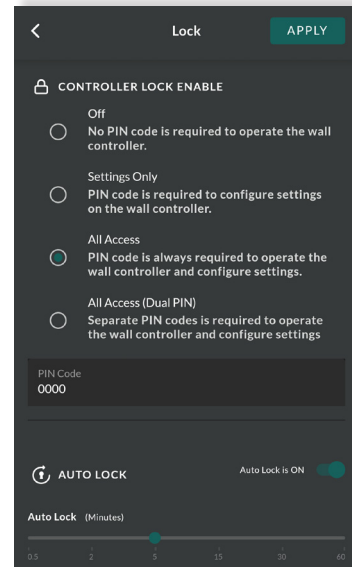 Lock
APPLY
CONTROLLER LOCK ENABLE
Off
No PIN code is required to operate the wall
controller.
Settings Only
PIN code is required to configure settings
on the wall controller.
All Access
PIN code is always required to operate the
wall controller and configure settings.
All Access (Dual PIN)
Separate PIN codes is required to operate
the wall controller and configure settings
PIN Code
0000
AUTO LOCK
Auto Lock is ON
Auto Lock (Minutes)
0.5 2 5 15 30 60